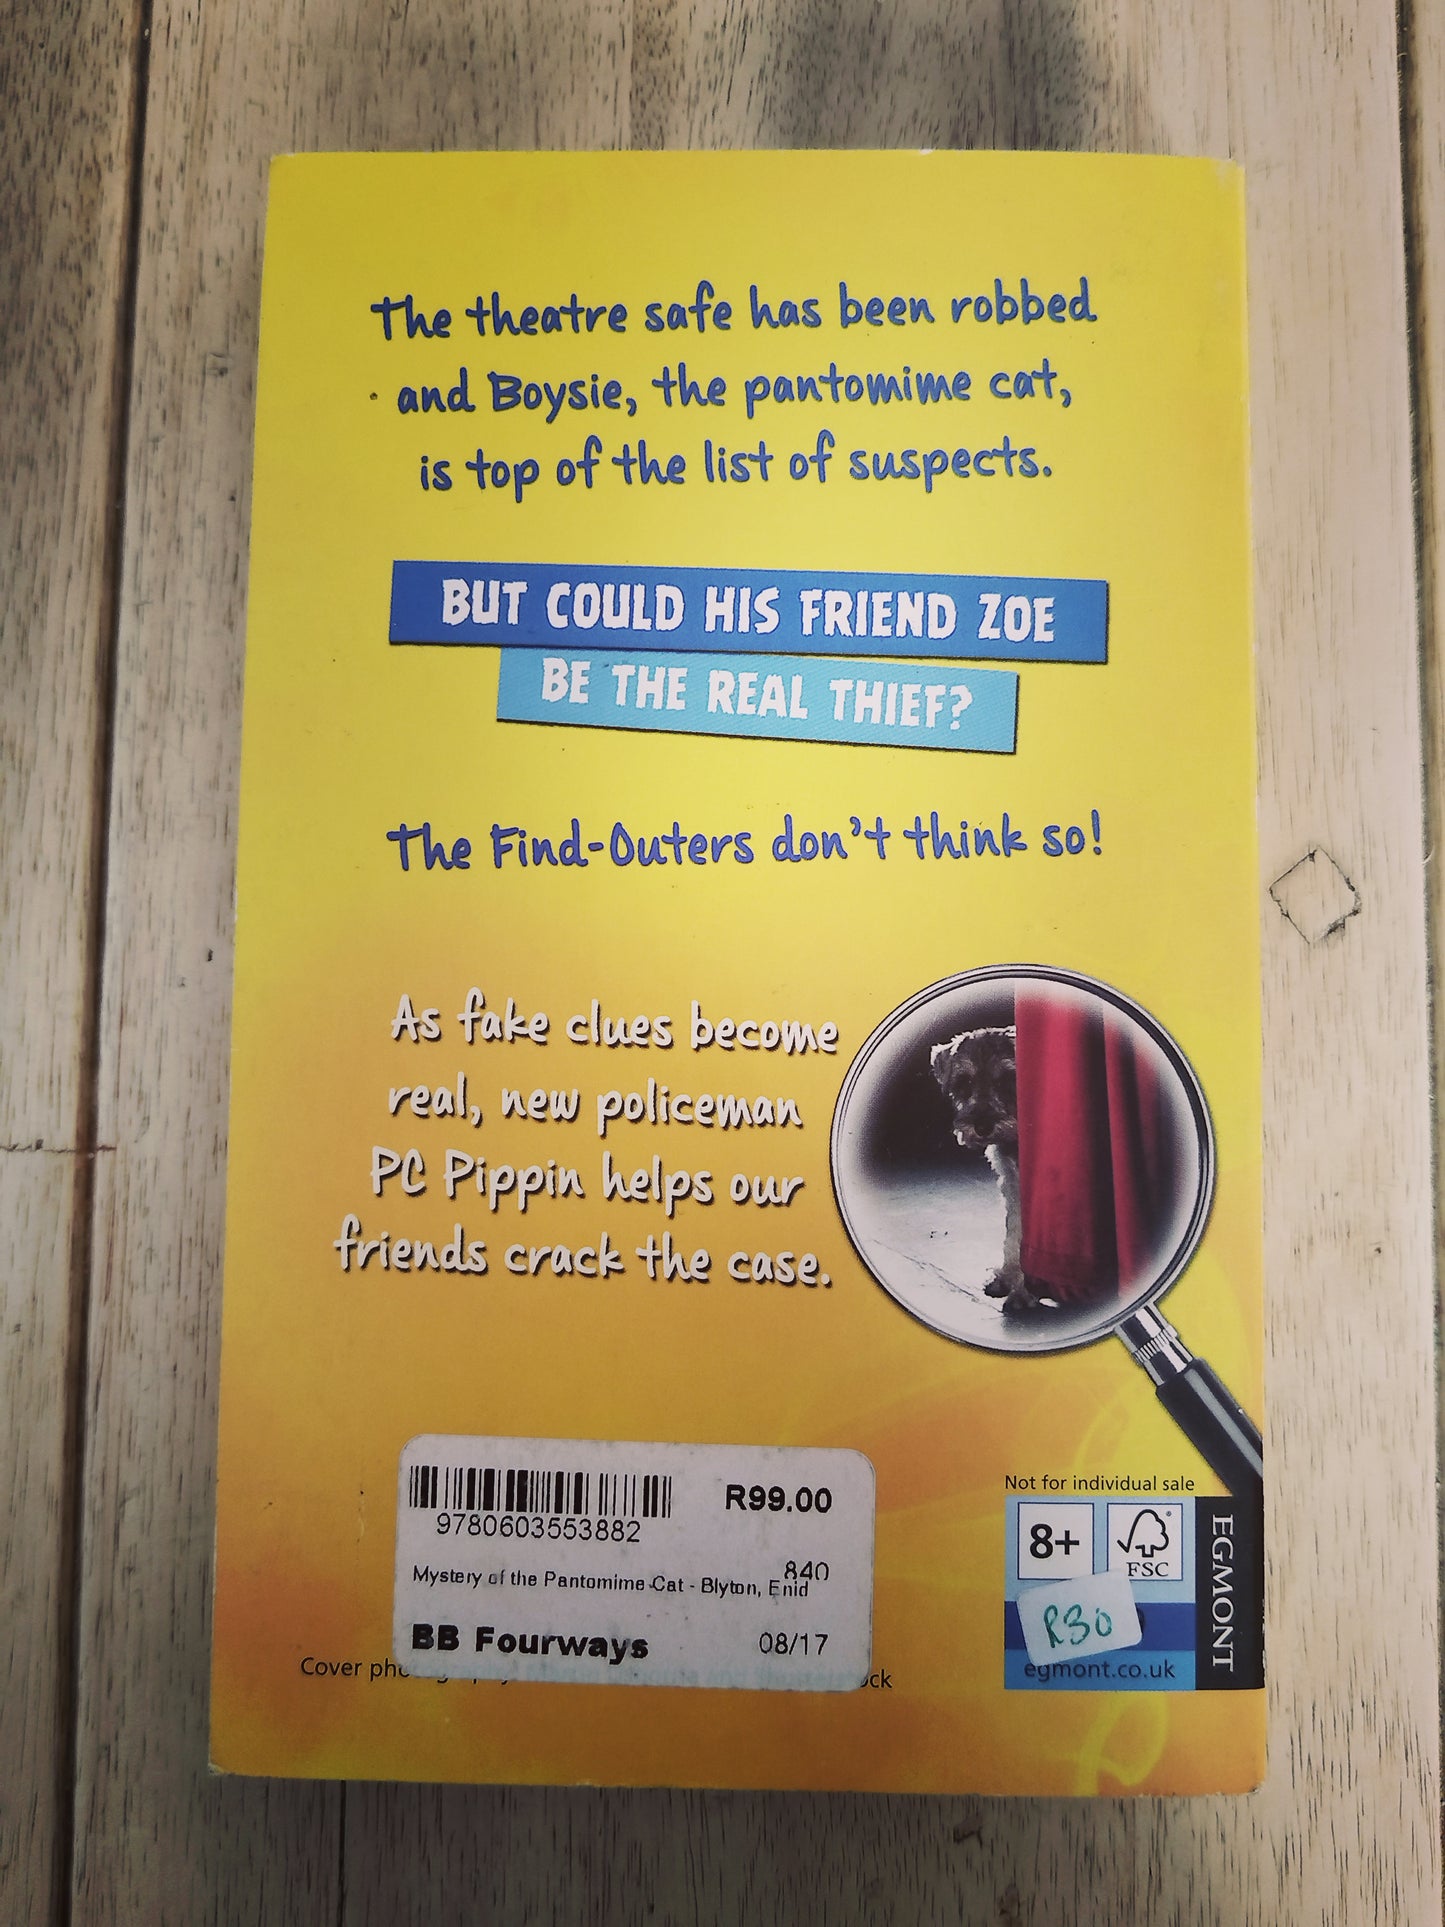 The theatre safe has been robbed
and Boysie, the pantomime cat,
is top of the list of suspects.
BUT COULD HIS FRIEND ZOE
BE THE REAL THIEF?
The Find-Outers don't think so!
As fake clues become
real, new policeman
PC Pippin helps our
friends crack the case.
R99.00
9780603553882
840
Mystery of the Pantomime Cat - Blyton, Enid
BB Fourways 08/17
Cover
Not for individual sale
8+
FSC
EGMONT
R30
egmont.co.uk